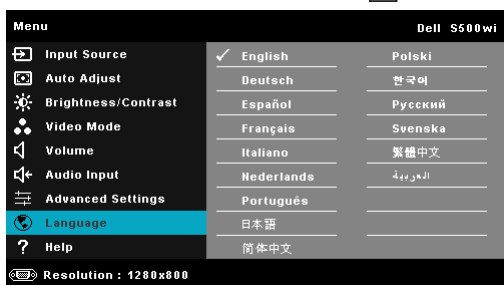 Menu Dell S500wi
Input Source
Auto Adjust
Brightness/Contrast
Video Mode
Volume
Audio Input
Advanced Settings
Language
? Help
✓ English
Deutsch
Español
Français
Italiano
Nederlands
Português
日本語
简体中文
Polski
한국어
Русский
Svenska
繁體中文
العربية
Resolution : 1280x800